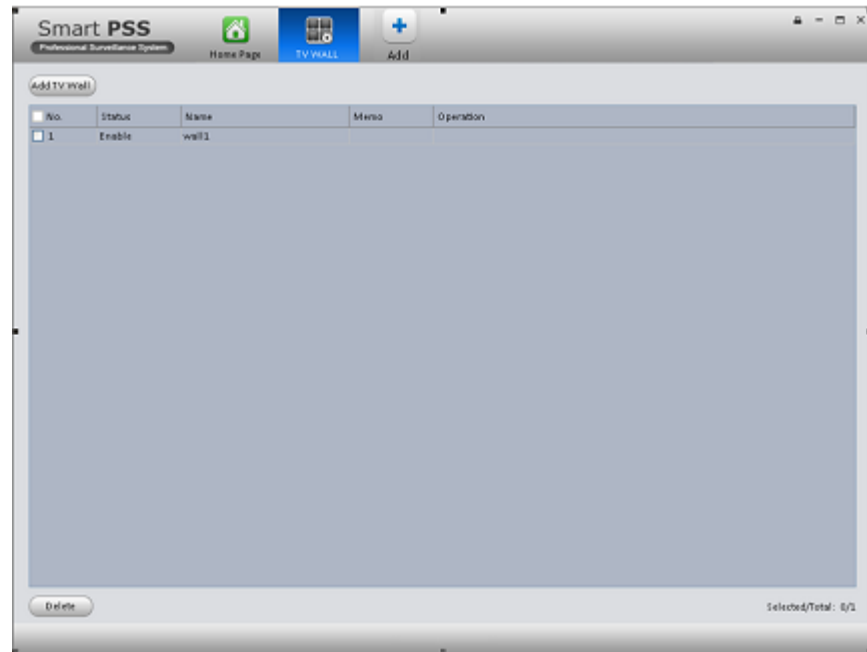 Smart PSS
Professional Surveillance System
Home Page
TV WALL
Add
Add TV Wall
No. Status Name Memo Operation
1 Enable wall1
Delete
Selected/Total: 0/1